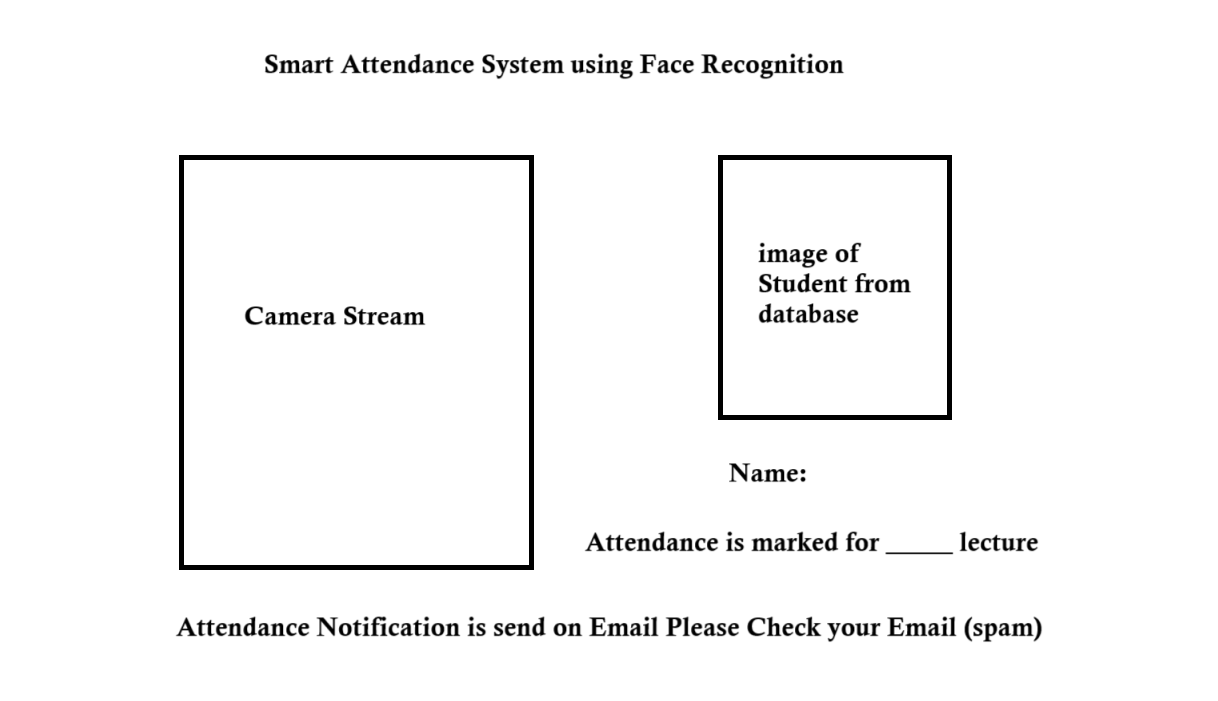 Smart Attendance System using Face Recognition
Camera Stream
image of
Student from
database
Name:
Attendance is marked for _____ lecture
Attendance Notification is send on Email Please Check your Email (spam)